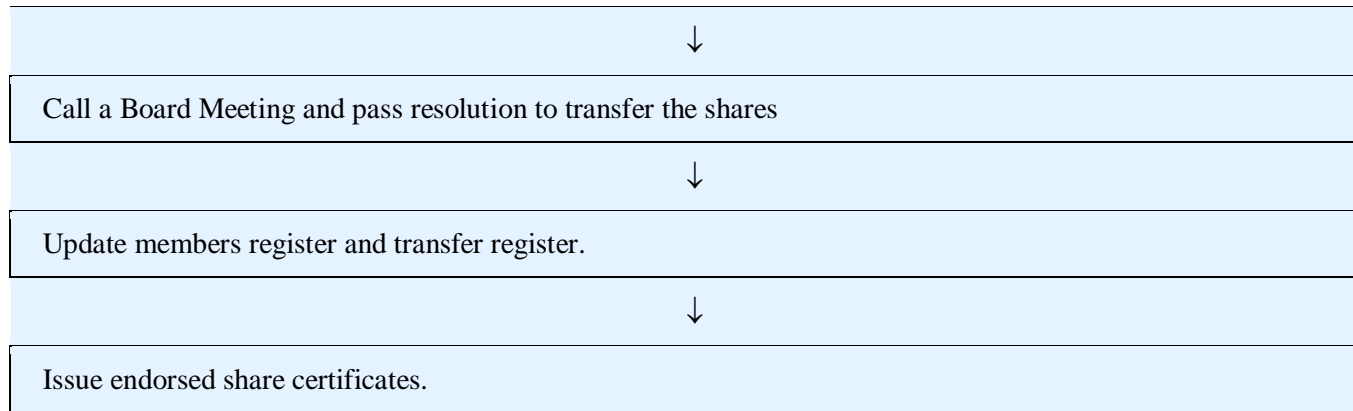 ↓
Call a Board Meeting and pass resolution to transfer the shares
↓
Update members register and transfer register.
↓
Issue endorsed share certificates.